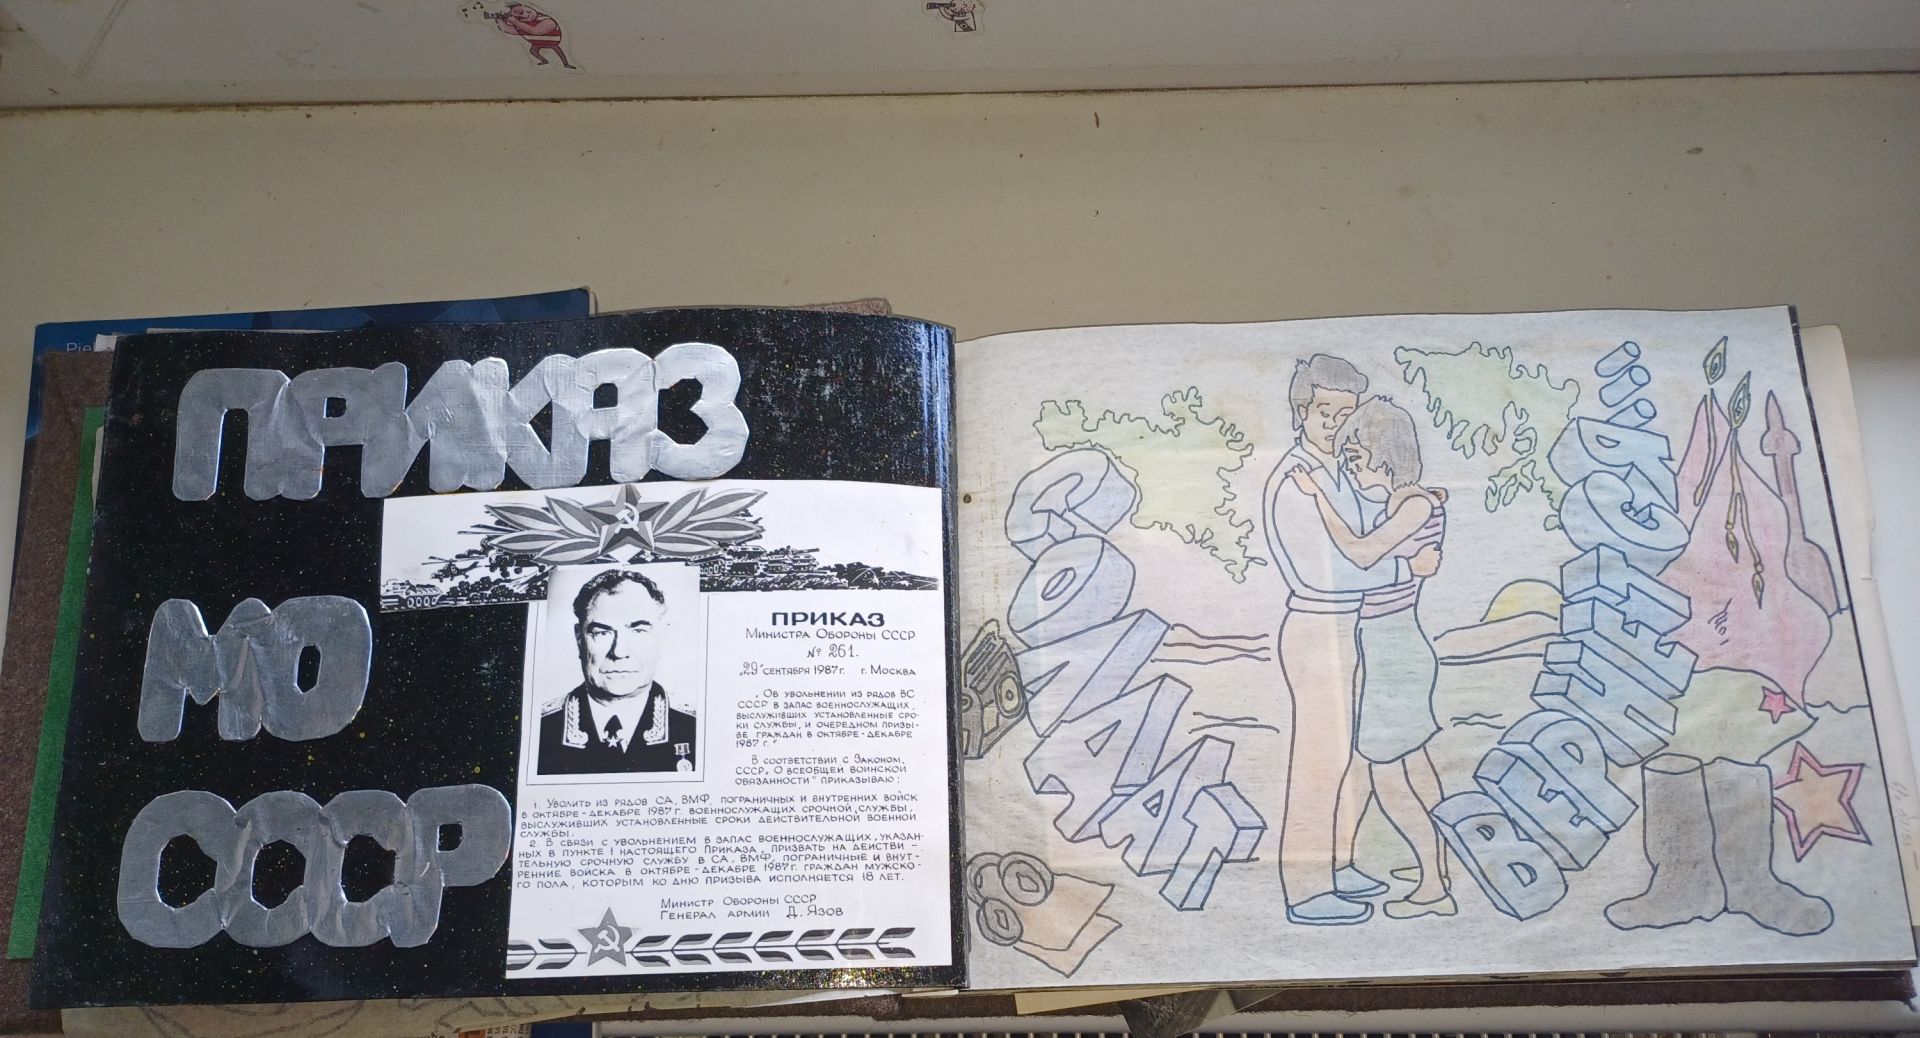 Pie
ПРИКАЗ
МО
СССР
ПРИКАЗ
Министра Обороны СССР
№ 261.
„29" сентября 1987г. г. Москва
„Об увольнении из рядов ВС
СССР в запас военнослужащих,
выслуживших установленные сро-
ки службы, и очередном призы-
ве граждан в октябре-декабре
1987 г."
В соответствии с Законом,
СССР „О всеобщей воинской
обязанности" приказываю:
1. Уволить из рядов СА, ВМФ, пограничных и внутренних войск
в октябре-декабре 1987 г. военнослужащих срочной службы,
выслуживших установленные сроки действительной военной
службы.
2. В связи с увольнением в запас военнослужащих, указан-
ных в пункте 1 настоящего Приказа, призвать на действи-
тельную срочную службу в СА, ВМФ, пограничные и внут-
ренние войска в октябре-декабре 1987 г. граждан мужско-
го пола, которым ко дню призыва исполняется 18 лет.
Министр Обороны СССР
Генерал армии Д. Язов
СОЛДАТ
ВЕРНЁТСЯ